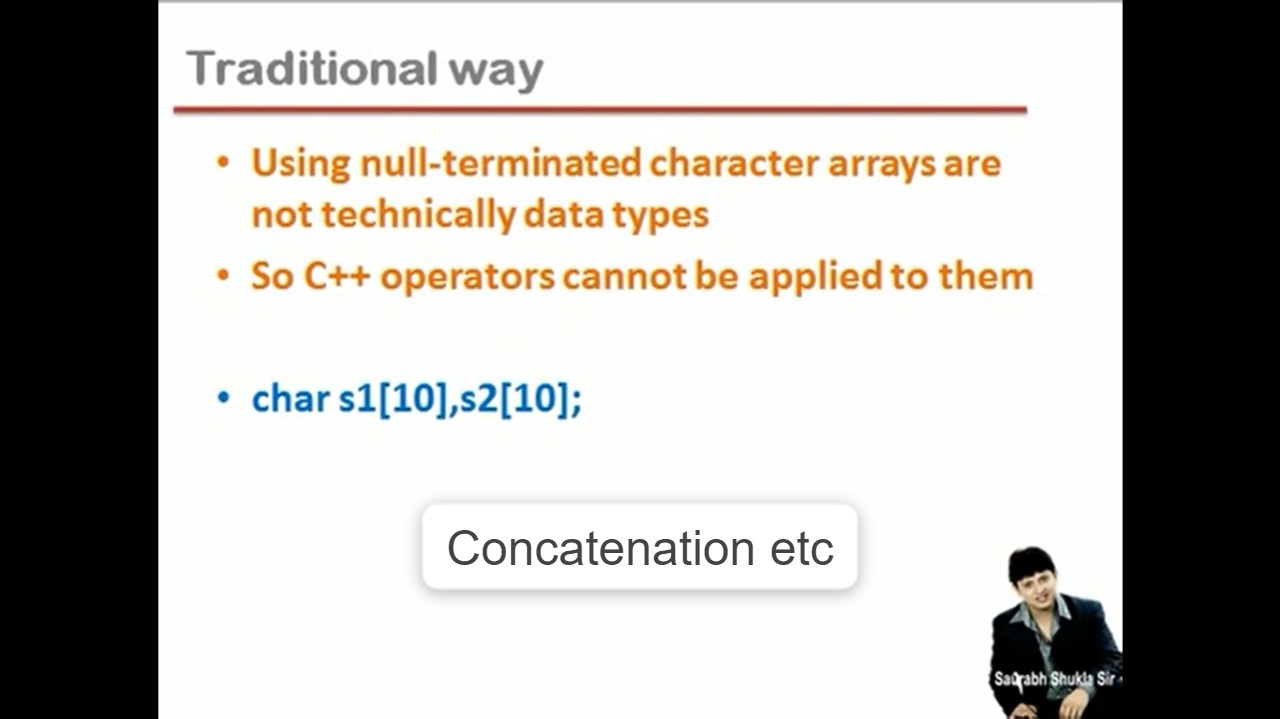 Traditional way
• Using null-terminated character arrays are
not technically data types
• So C++ operators cannot be applied to them
• char s1[10],s2[10];
Concatenation etc
Saurabh Shukla Sir